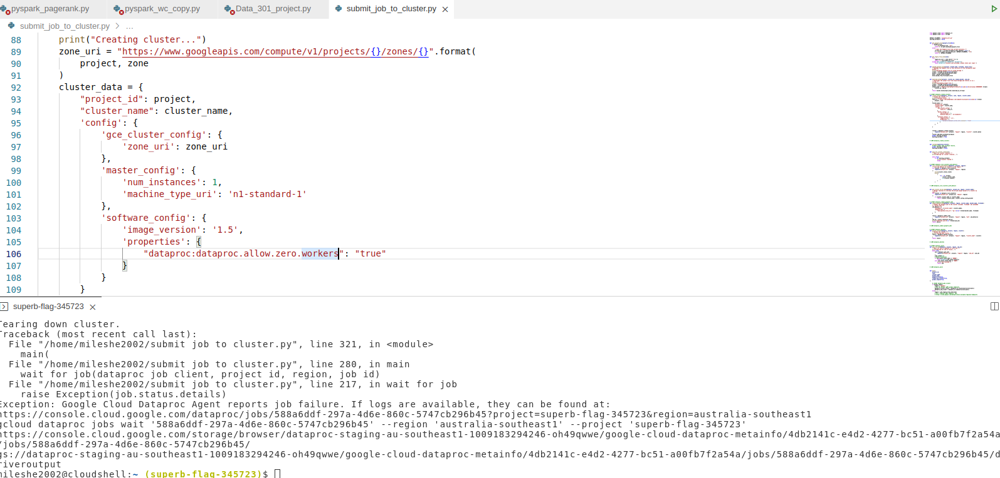 pyspark_pagerank.py pyspark_wc_copy.py Data_301_project.py submit_job_to_cluster.py
submit_job_to_cluster.py > ...
88 print("Creating cluster...")
89 zone_uri = "https://www.googleapis.com/compute/v1/projects/{}/zones/{}".format(
90 project, zone
91 )
92 cluster_data = {
93 "project_id": project,
94 "cluster_name": cluster_name,
95 'config': {
96 'gce_cluster_config': {
97 'zone_uri': zone_uri
98 },
99 'master_config': {
100 'num_instances': 1,
101 'machine_type_uri': 'n1-standard-1'
102 },
103 'software_config': {
104 'image_version': '1.5',
105 'properties': {
106 "dataproc:dataproc.allow.zero.workers": "true"
107 }
108 }
109 }
superb-flag-345723
Tearing down cluster.
Traceback (most recent call last):
File "/home/mileshe2002/submit job to cluster.py", line 321, in <module>
main(
File "/home/mileshe2002/submit job to cluster.py", line 280, in main
wait for job(dataproc job client, project id, region, job id)
File "/home/mileshe2002/submit job to cluster.py", line 217, in wait for job
raise Exception(job.status.details)
Exception: Google Cloud Dataproc Agent reports job failure. If logs are available, they can be found at:
https://console.cloud.google.com/dataproc/jobs/588a6ddf-297a-4d6e-860c-5747cb296b45?project=superb-flag-345723&region=australia-southeast1
gcloud dataproc jobs wait '588a6ddf-297a-4d6e-860c-5747cb296b45' --region 'australia-southeast1' --project 'superb-flag-345723'
https://console.cloud.google.com/storage/browser/dataproc-staging-au-southeast1-1009183294246-oh49qwwe/google-cloud-dataproc-metainfo/4db2141c-e4d2-4277-bc51-a00fb7f2a54a
/jobs/588a6ddf-297a-4d6e-860c-5747cb296b45/
gs://dataproc-staging-au-southeast1-1009183294246-oh49qwwe/google-cloud-dataproc-metainfo/4db2141c-e4d2-4277-bc51-a00fb7f2a54a/jobs/588a6ddf-297a-4d6e-860c-5747cb296b45/d
riveroutput
mileshe2002@cloudshell:~ (superb-flag-345723)$